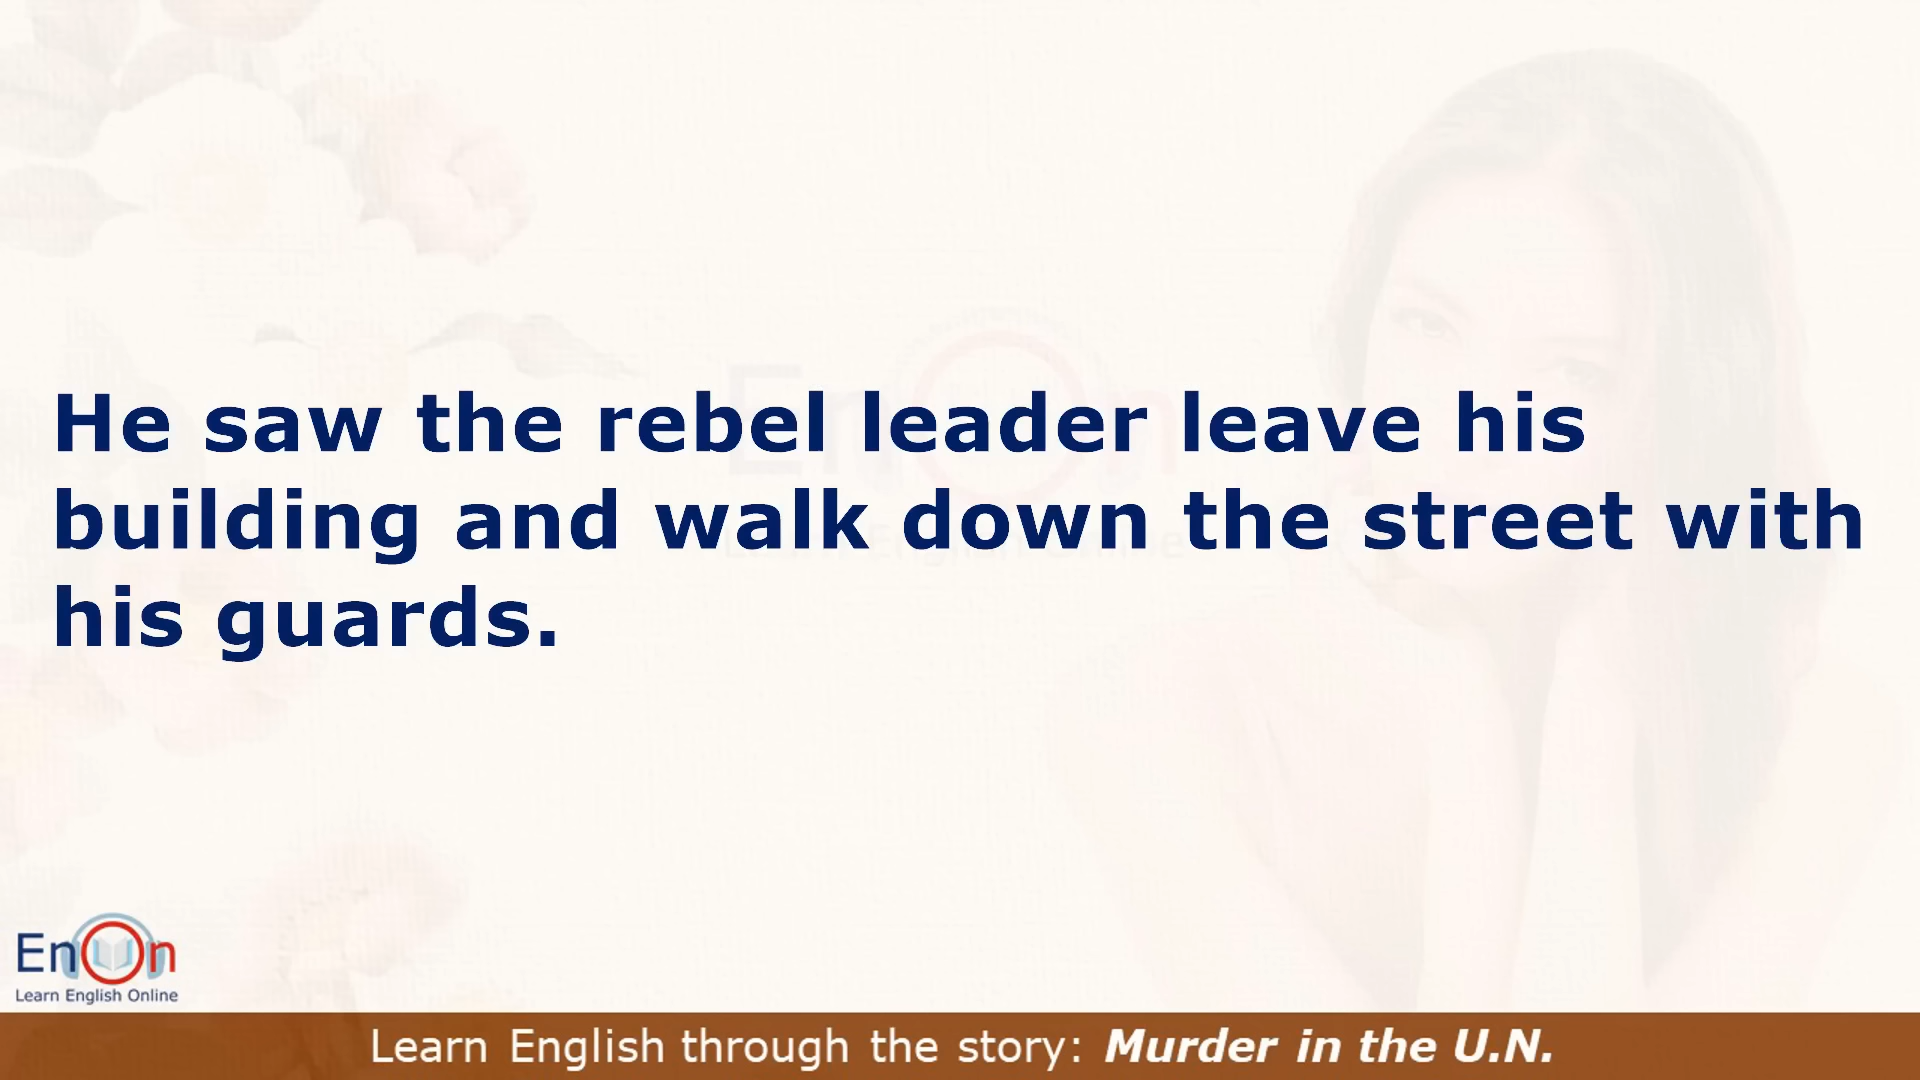 He saw the rebel leader leave his
building and walk down the street with
his guards.
EnOn
Learn English Online
Learn English through the story: Murder in the U.N.